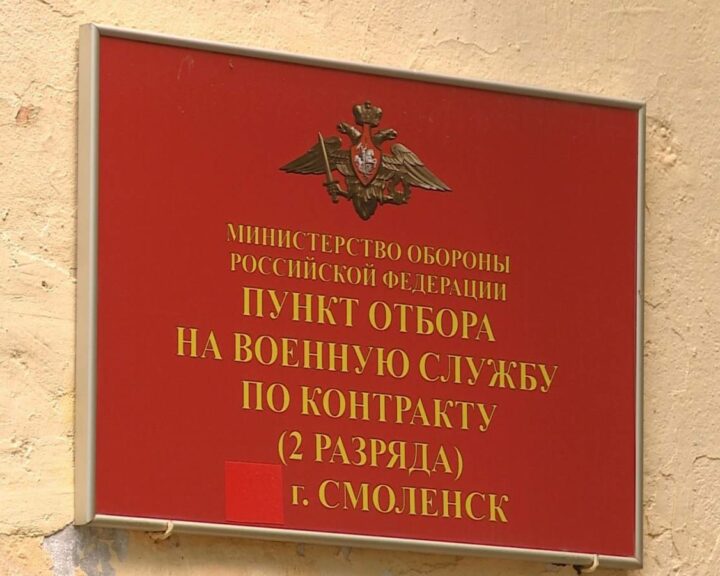 МИНИСТЕРСТВО ОБОРОНЫ
РОССИЙСКОЙ ФЕДЕРАЦИИ
ПУНКТ ОТБОРА
НА ВОЕННУЮ СЛУЖБУ
ПО КОНТРАКТУ
(2 РАЗРЯДА)
г. СМОЛЕНСК